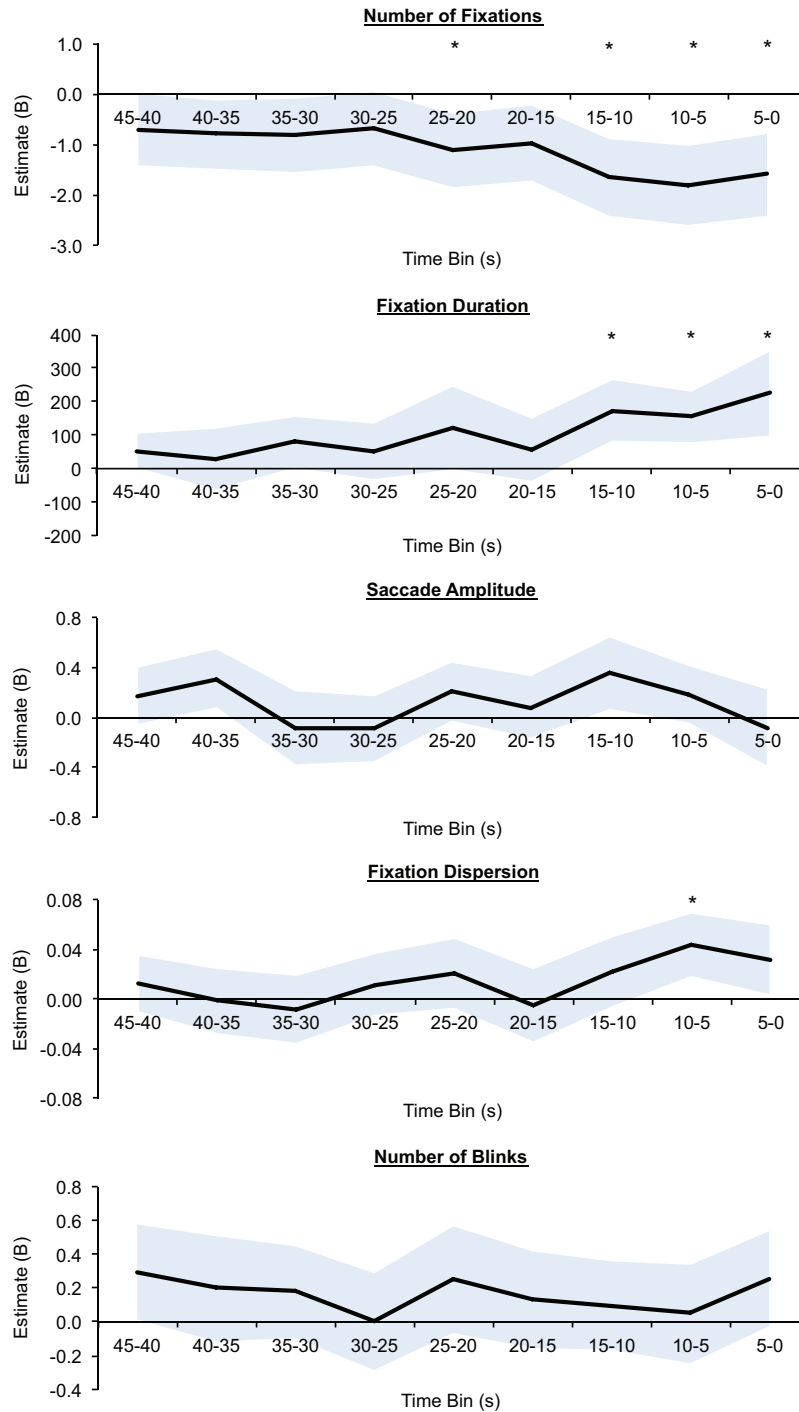 Number of Fixations
* * * *
1.0
0.0
-1.0
-2.0
-3.0
Estimate (B)
45-40 40-35 35-30 30-25 25-20 20-15 15-10 10-5 5-0
Time Bin (s)
Fixation Duration
* * *
400
300
200
100
0
-100
-200
Estimate (B)
45-40 40-35 35-30 30-25 25-20 20-15 15-10 10-5 5-0
Time Bin (s)
Saccade Amplitude
0.8
0.4
0.0
-0.4
-0.8
Estimate (B)
45-40 40-35 35-30 30-25 25-20 20-15 15-10 10-5 5-0
Time Bin (s)
Fixation Dispersion
*
0.08
0.04
0.00
-0.04
-0.08
Estimate (B)
45-40 40-35 35-30 30-25 25-20 20-15 15-10 10-5 5-0
Time Bin (s)
Number of Blinks
0.8
0.6
0.4
0.2
0.0
-0.2
-0.4
Estimate (B)
45-40 40-35 35-30 30-25 25-20 20-15 15-10 10-5 5-0
Time Bin (s)